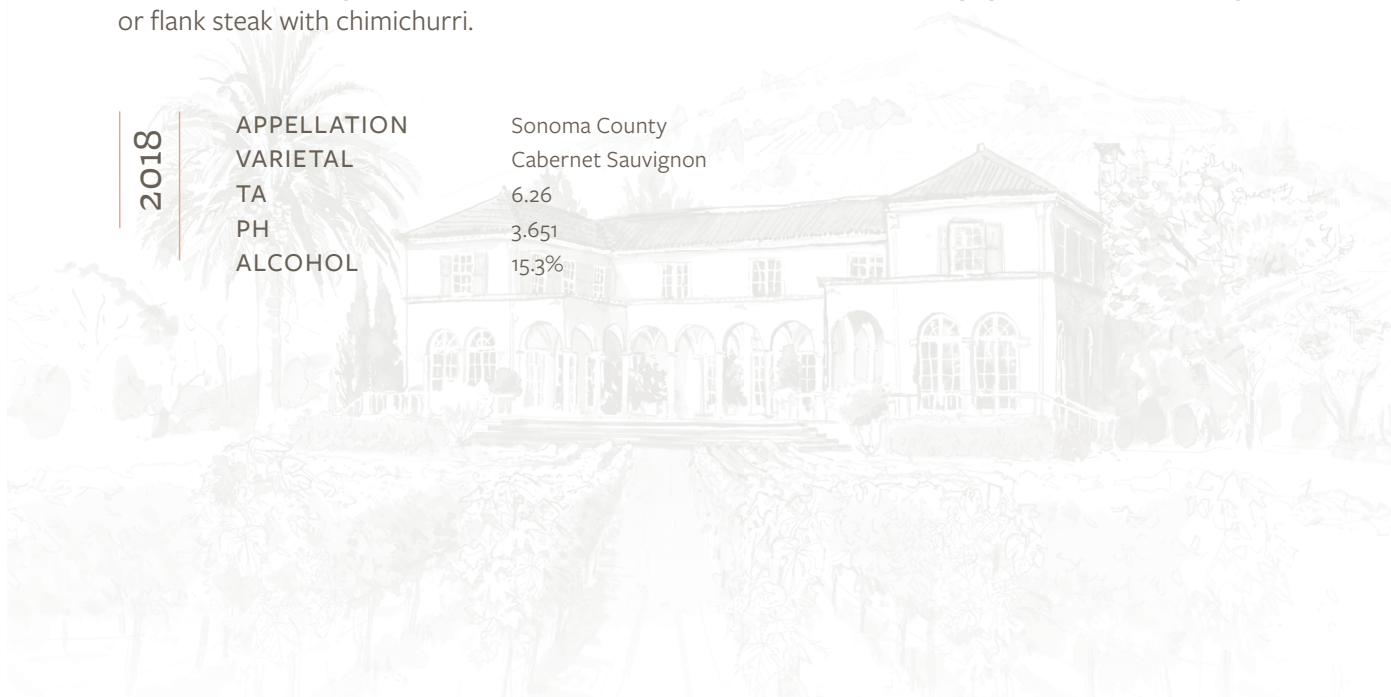 or flank steak with chimichurri.
2018
APPELLATION Sonoma County
VARIETAL Cabernet Sauvignon
TA 6.26
PH 3.651
ALCOHOL 15.3%